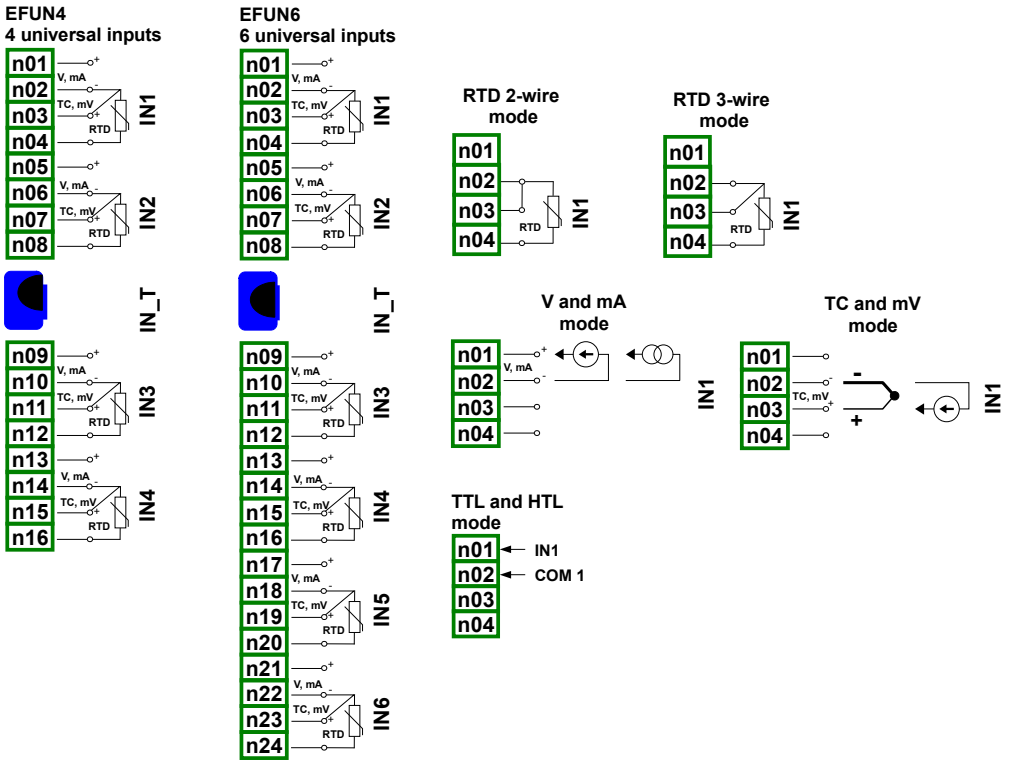 EFUN4
4 universal inputs
n01
+
V, mA
n02
-
TC, mV
n03
+
RTD
n04
IN1
n05
+
V, mA
n06
-
TC, mV
n07
+
RTD
n08
IN2
IN_T
n09
+
V, mA
n10
-
TC, mV
n11
+
RTD
n12
IN3
n13
+
V, mA
n14
-
TC, mV
n15
+
RTD
n16
IN4
EFUN6
6 universal inputs
n01
+
V, mA
n02
-
TC, mV
n03
+
RTD
n04
IN1
n05
+
V, mA
n06
-
TC, mV
n07
+
RTD
n08
IN2
IN_T
n09
+
V, mA
n10
-
TC, mV
n11
+
RTD
n12
IN3
n13
+
V, mA
n14
-
TC, mV
n15
+
RTD
n16
IN4
n17
+
V, mA
n18
-
TC, mV
n19
+
RTD
n20
IN5
n21
+
V, mA
n22
-
TC, mV
n23
+
RTD
n24
IN6
RTD 2-wire
mode
n01
n02
n03
RTD
n04
IN1
RTD 3-wire
mode
n01
n02
n03
RTD
n04
IN1
V and mA
mode
n01
+
V, mA
n02
-
n03
n04
IN1
TC and mV
mode
n01
n02
- -
TC, mV
n03
+
+
n04
IN1
TTL and HTL
mode
n01 IN1
n02 COM 1
n03
n04